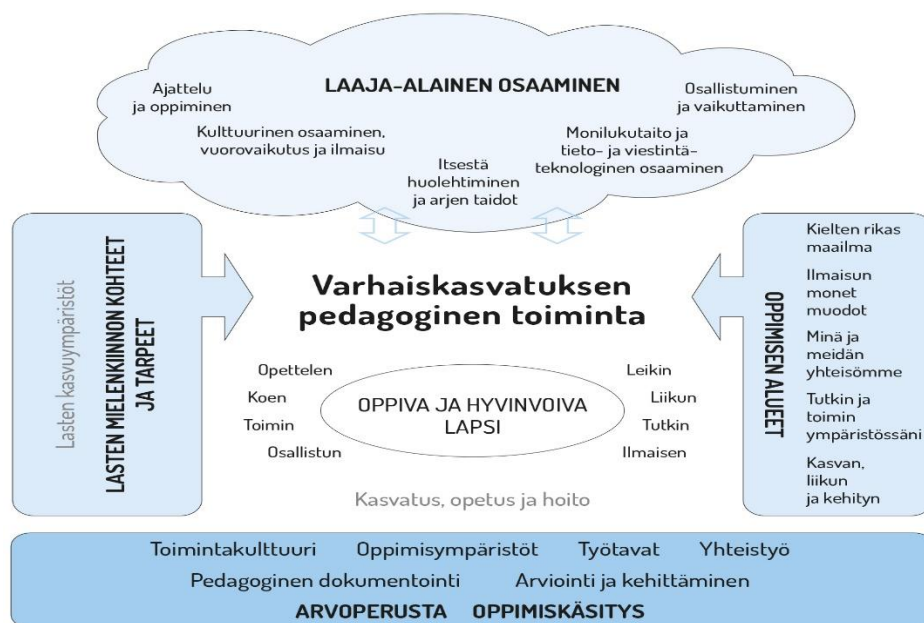 LAAJA-ALAINEN OSAAMINEN
Ajattelu
ja oppiminen
Kulttuurinen osaaminen,
vuorovaikutus ja ilmaisu
Itsestä
huolehtiminen
ja arjen taidot
Monilukutaito ja
tieto- ja viestintä-
teknologinen osaaminen
Osallistuminen
ja vaikuttaminen
Lasten kasvuympäristöt
LASTEN MIELENKIINNON KOHTEET
JA TARPEET
Varhaiskasvatuksen
pedagoginen toiminta
Opettelen
Koen
Toimin
Osallistun
OPPIVA JA HYVINVOIVA
LAPSI
Leikin
Liikun
Tutkin
Ilmaisen
Kasvatus, opetus ja hoito
OPPIMISEN ALUEET
Kielten rikas
maailma
Ilmaisun
monet
muodot
Minä ja
meidän
yhteisömme
Tutkin ja
toimin
ympäristössäni
Kasvan,
liikun
ja kehityn
Toimintakulttuuri Oppimisympäristöt Työtavat Yhteistyö
Pedagoginen dokumentointi Arviointi ja kehittäminen
ARVOPERUSTA OPPIMISKÄSITYS